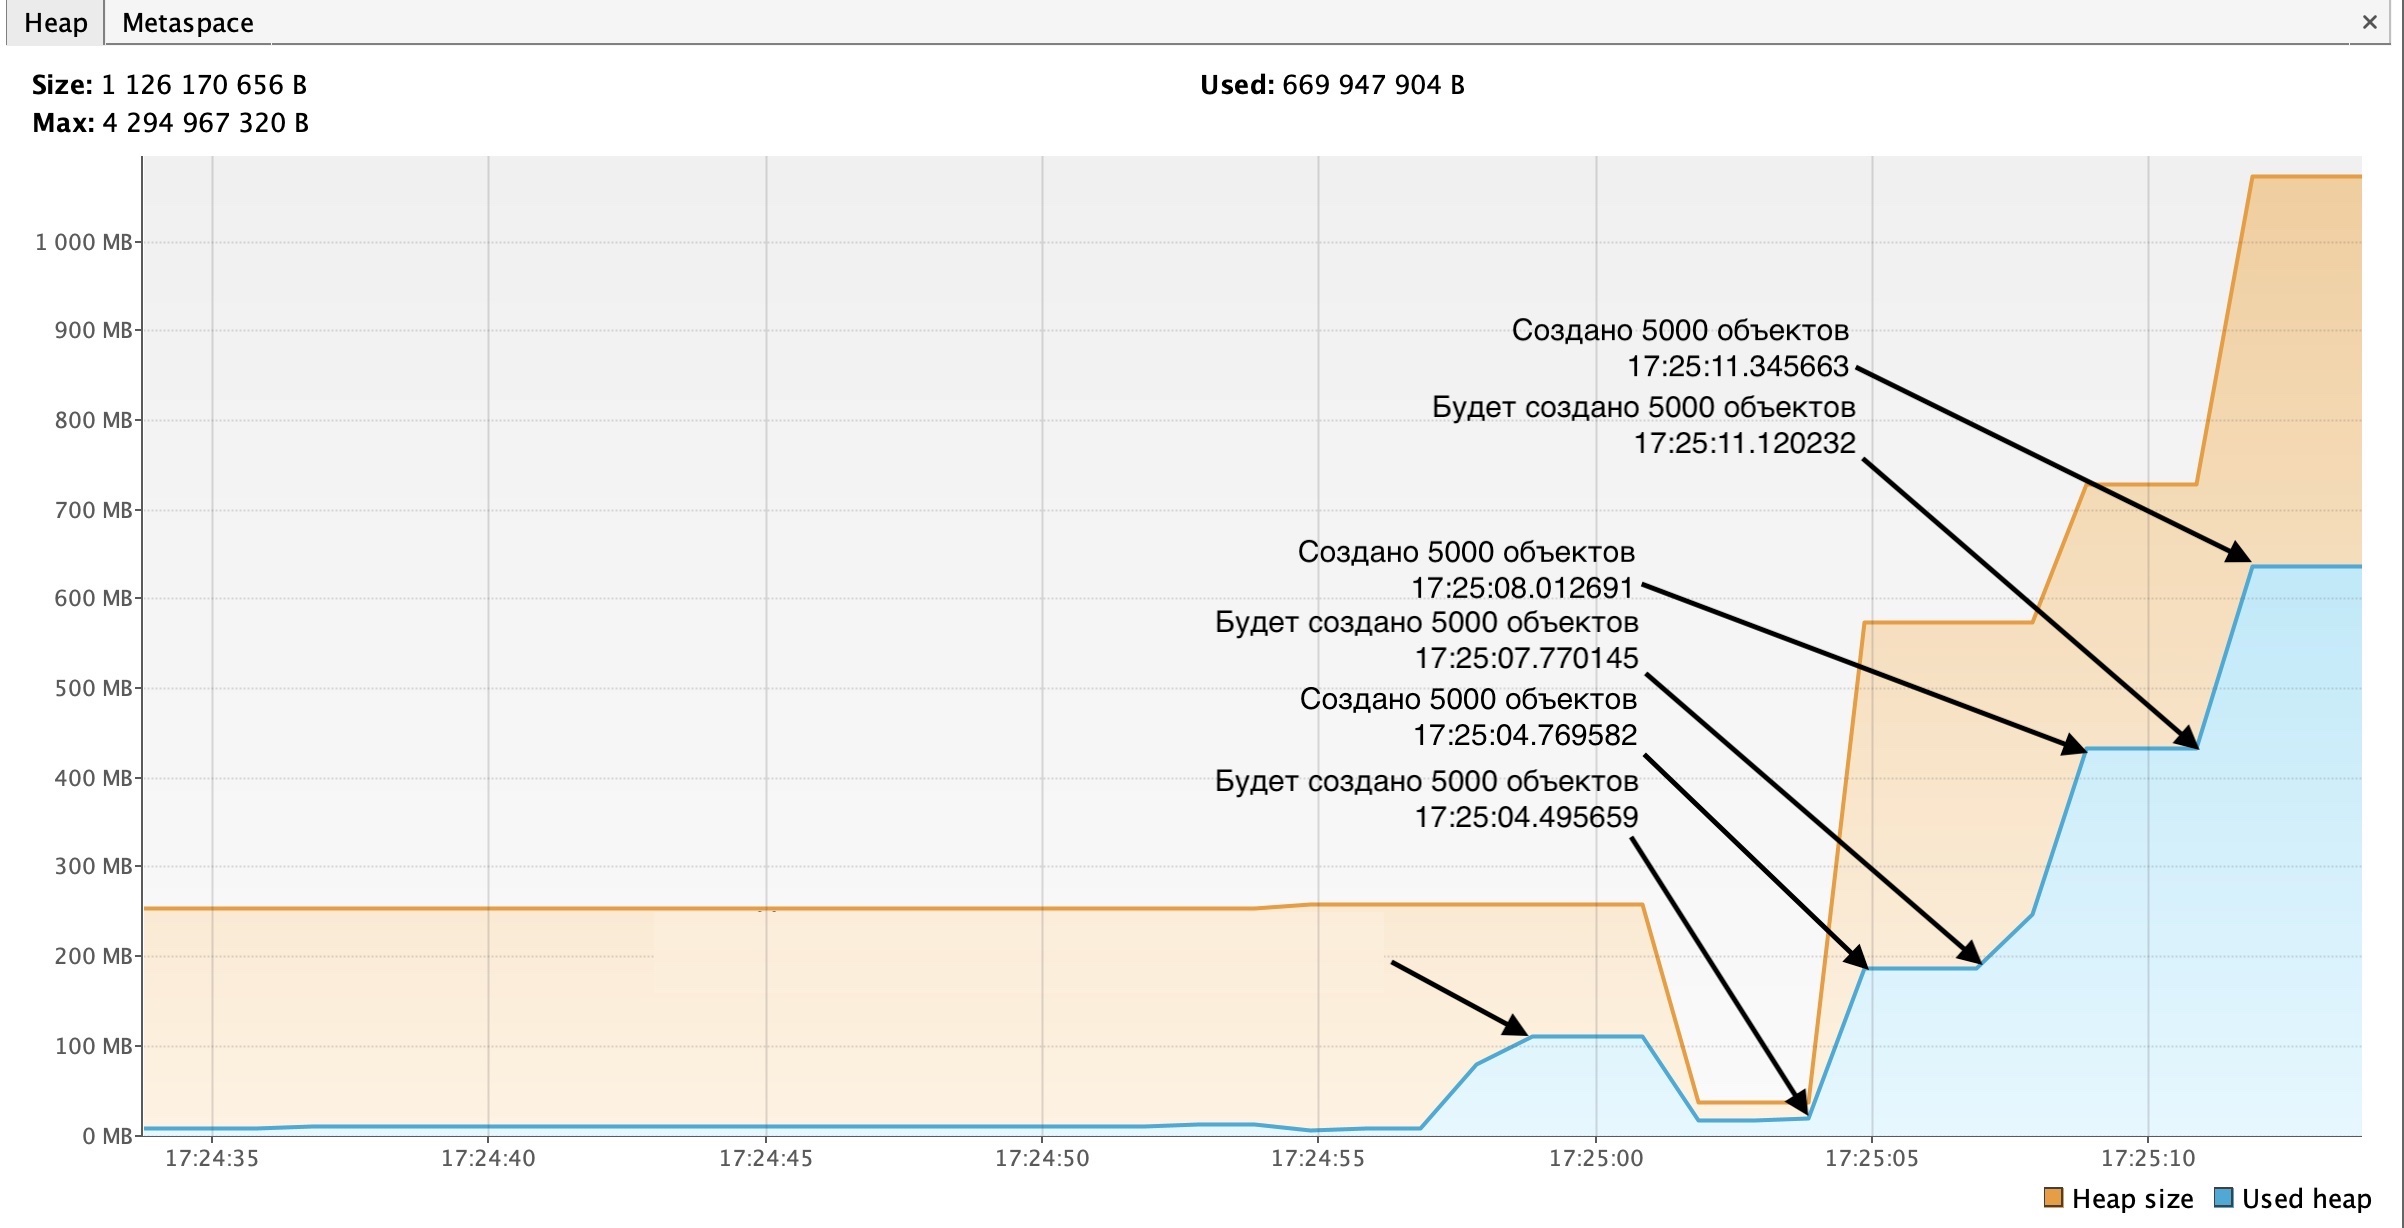 Heap Metaspace ×
Size: 1 126 170 656 B Used: 669 947 904 B
Max: 4 294 967 320 B
1 000 MB
900 MB
800 MB
700 MB
600 MB
500 MB
400 MB
300 MB
200 MB
100 MB
0 MB
Создано 5000 объектов
17:25:11.345663
Будет создано 5000 объектов
17:25:11.120232
Создано 5000 объектов
17:25:08.012691
Будет создано 5000 объектов
17:25:07.770145
Создано 5000 объектов
17:25:04.769582
Будет создано 5000 объектов
17:25:04.495659
17:24:35 17:24:40 17:24:45 17:24:50 17:24:55 17:25:00 17:25:05 17:25:10
Heap size Used heap